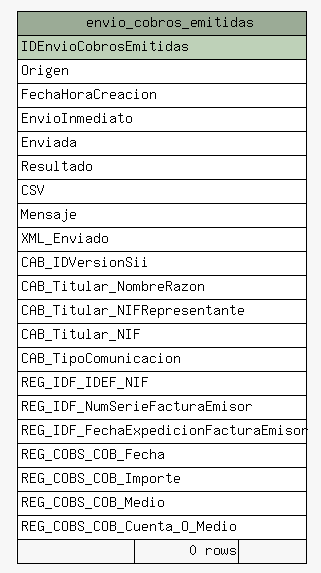 envio_cobros_emitidas
IDEnvioCobrosEmitidas
Origen
FechaHoraCreacion
EnvioInmediato
Enviada
Resultado
CSV
Mensaje
XML_Enviado
CAB_IDVersionSii
CAB_Titular_NombreRazon
CAB_Titular_NIFRepresentante
CAB_Titular_NIF
CAB_TipoComunicacion
REG_IDF_IDEF_NIF
REG_IDF_NumSerieFacturaEmisor
REG_IDF_FechaExpedicionFacturaEmisor
REG_COBS_COB_Fecha
REG_COBS_COB_Importe
REG_COBS_COB_Medio
REG_COBS_COB_Cuenta_O_Medio
0 rows